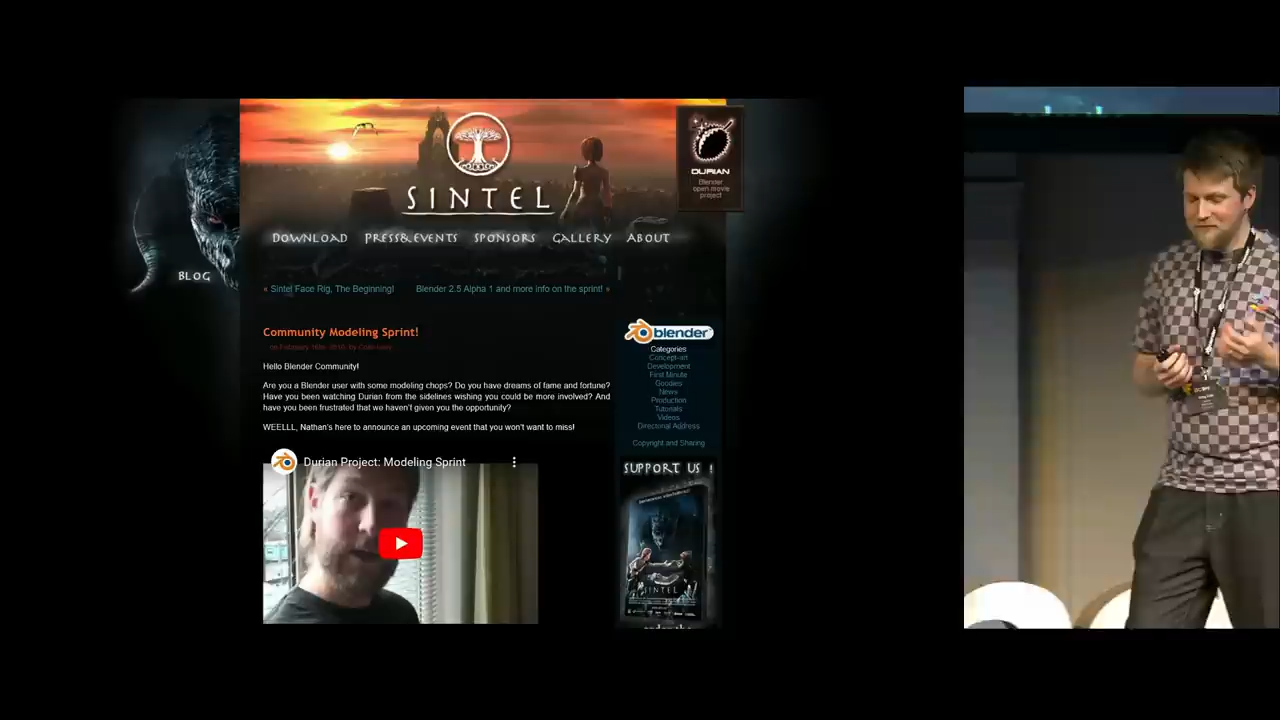 SINTEL
DURIAN
Blender
open movie
project
DOWNLOAD PRESS&EVENTS SPONSORS GALLERY ABOUT
BLOG
« Sintel Face Rig, The Beginning! Blender 2.5 Alpha 1 and more info on the sprint! »
Community Modeling Sprint!
Hello Blender Community!
Are you a Blender user with some modeling chops? Do you have dreams of fame and fortune?
Have you been watching Durian from the sidelines wishing you could be more involved? And
have you been frustrated that we haven't given you the opportunity?
WEELLL, Nathan's here to announce an upcoming event that you won't want to miss!
Durian Project: Modeling Sprint
blender
Categories
Concept-art
Development
First Minute
Goodies
News
Production
Tutorials
Videos
Directional Address
Copyright and Sharing
SUPPORT US !
SINTEL